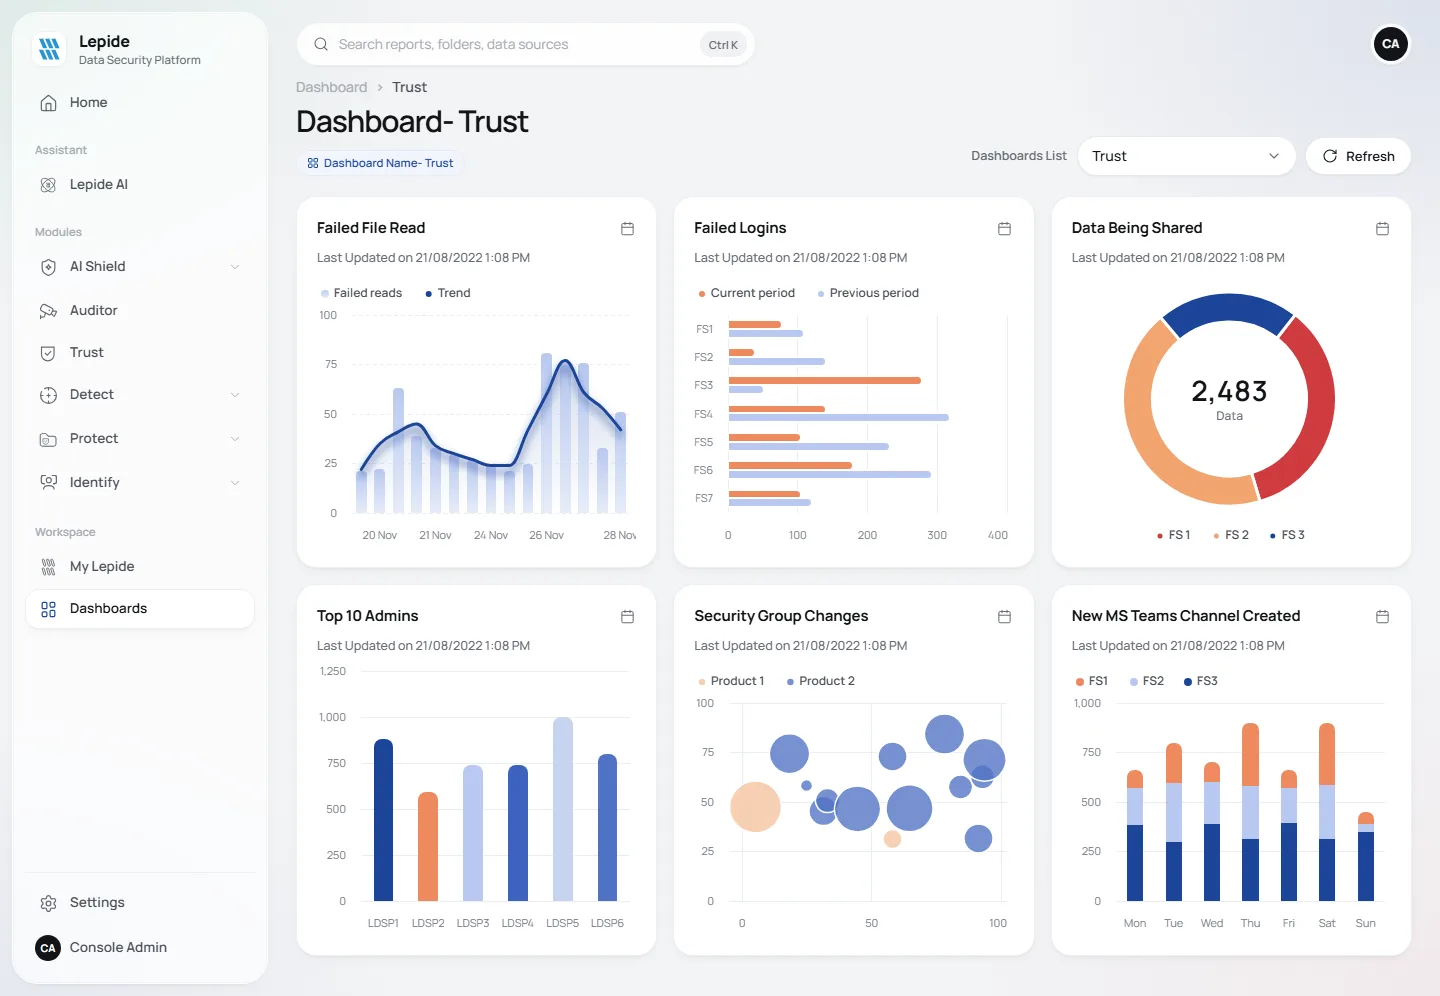 Lepide
Data Security Platform
Home
Assistant
Lepide AI
Modules
AI Shield
Auditor
Trust
Detect
Protect
Identify
Workspace
My Lepide
Dashboards
Settings
CA Console Admin
Search reports, folders, data sources Ctrl K
CA
Dashboard > Trust
Dashboard- Trust
Dashboard Name- Trust
Dashboards List Trust Refresh
Failed File Read
Last Updated on 21/08/2022 1:08 PM
Failed reads Trend
100
75
50
25
0
20 Nov 21 Nov 24 Nov 26 Nov 28 Nov
Failed Logins
Last Updated on 21/08/2022 1:08 PM
Current period Previous period
FS1
FS2
FS3
FS4
FS5
FS6
FS7
0 100 200 300 400
Data Being Shared
Last Updated on 21/08/2022 1:08 PM
2,483
Data
FS 1 FS 2 FS 3
Top 10 Admins
Last Updated on 21/08/2022 1:08 PM
1,250
1,000
750
500
250
0
LDSP1 LDSP2 LDSP3 LDSP4 LDSP5 LDSP6
Security Group Changes
Last Updated on 21/08/2022 1:08 PM
Product 1 Product 2
100
75
50
25
0
0 50 100
New MS Teams Channel Created
Last Updated on 21/08/2022 1:08 PM
FS1 FS2 FS3
1,000
750
500
250
0
Mon Tue Wed Thu Fri Sat Sun